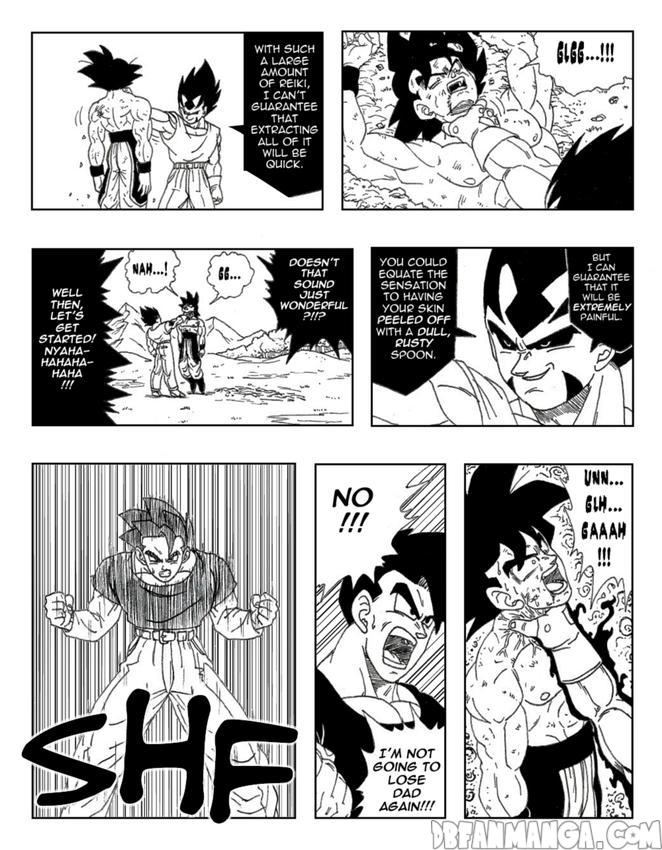 GLGG...!!!
WITH SUCH
A LARGE
AMOUNT
OF REIKI,
I CAN'T
GUARANTEE
THAT
EXTRACTING
ALL OF IT
WILL BE
QUICK.
BUT
I CAN
GUARANTEE
THAT IT
WILL BE
EXTREMELY
PAINFUL.
YOU COULD
EQUATE THE
SENSATION
TO HAVING
YOUR SKIN
PEELED OFF
WITH A DULL,
RUSTY
SPOON.
DOESN'T
THAT
SOUND
JUST
WONDERFUL
?!!?
GG...
NAH...!
WELL
THEN,
LET'S
GET
STARTED!
NYAHA-
HAHAHA-
HAHA
!!!
UNN...
GLH...
GAAAH
!!!
NO
!!!
I'M NOT
GOING TO
LOSE
DAD
AGAIN!!!
SHF
DBFANMANGA.COM